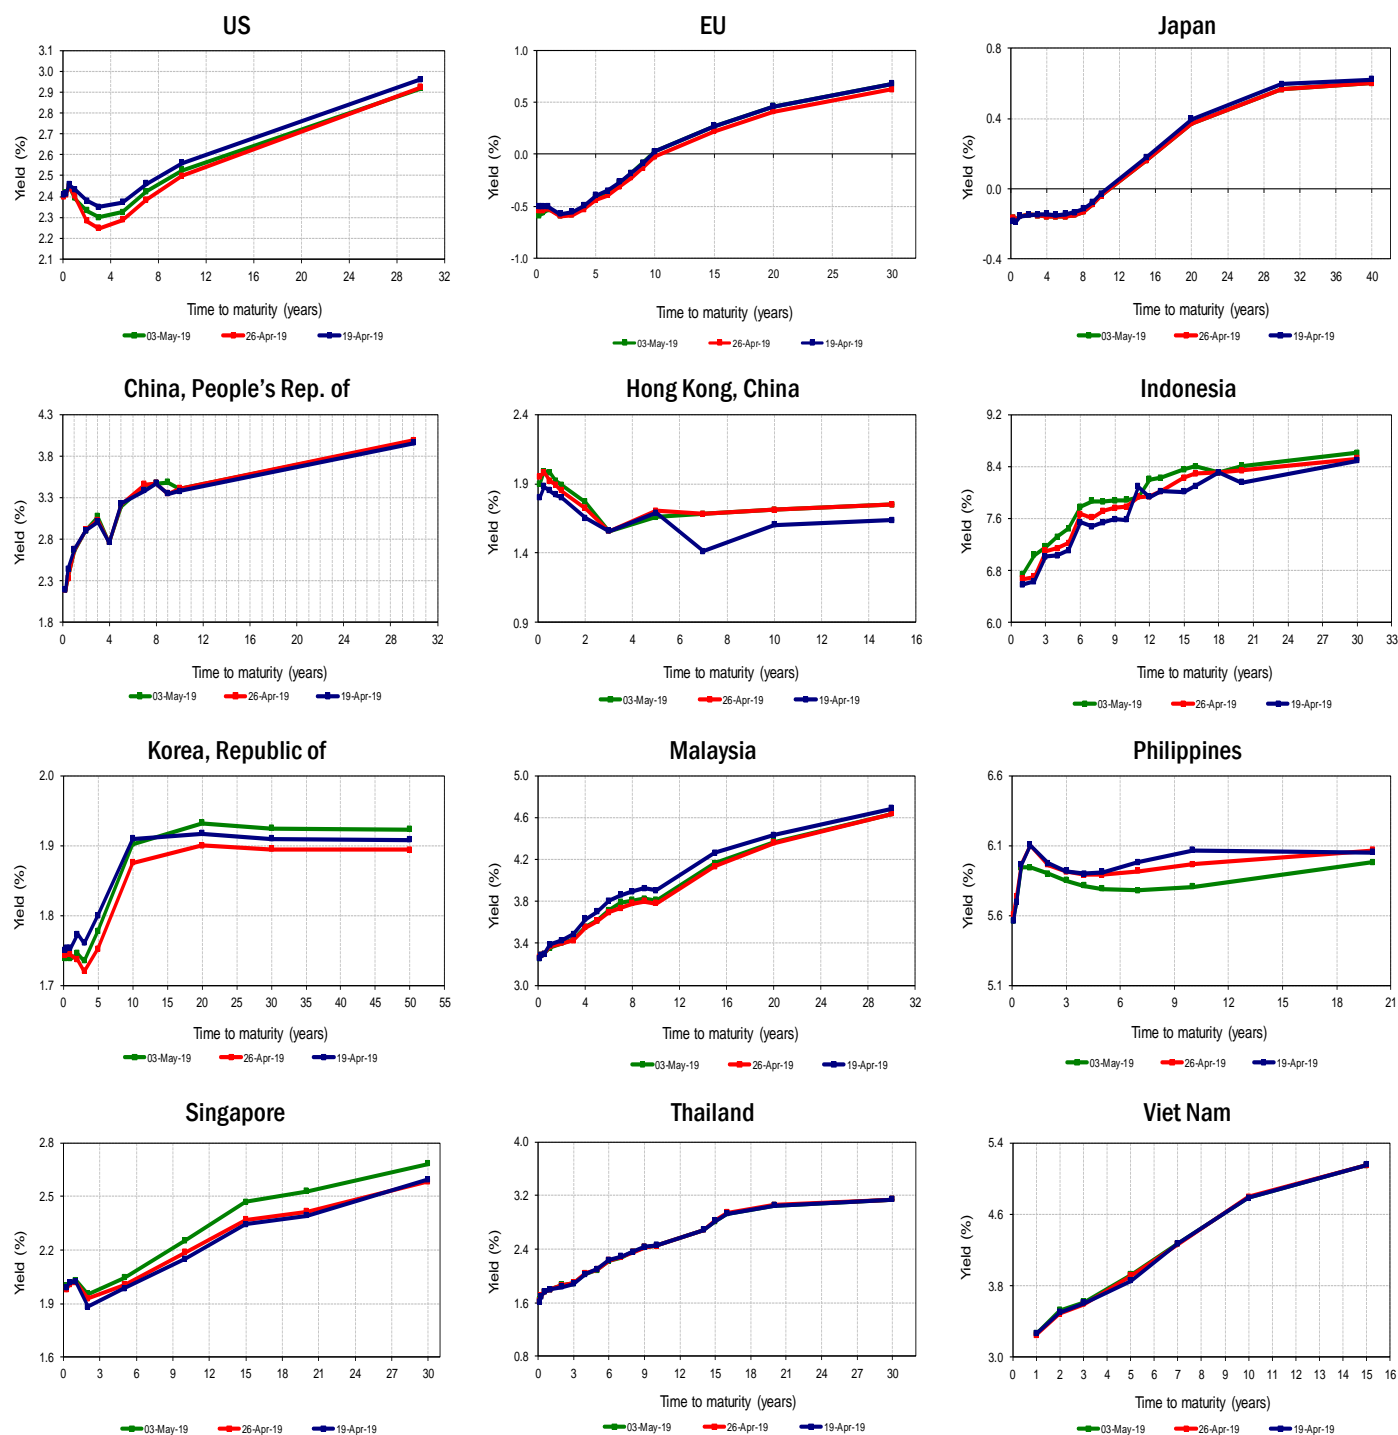 US
EU
Japan
3.1
3.0
2.9
2.8
2.7
2.6
2.5
2.4
2.3
2.2
2.1
Yield (%)
0 4 8 12 16 20 24 28 32
Time to maturity (years)
03-May-19 26-Apr-19 19-Apr-19
1.0
0.5
0.0
-0.5
-1.0
Yield (%)
0 5 10 15 20 25 30
Time to maturity (years)
03-May-19 26-Apr-19 19-Apr-19
0.8
0.4
0.0
-0.4
Yield (%)
0 4 8 12 16 20 24 28 32 36 40
Time to maturity (years)
03-May-19 26-Apr-19 19-Apr-19
China, People’s Rep. of
Hong Kong, China
Indonesia
4.3
3.8
3.3
2.8
2.3
1.8
Yield (%)
0 4 8 12 16 20 24 28 32
Time to maturity (years)
03-May-19 26-Apr-19 19-Apr-19
2.4
1.9
1.4
0.9
Yield (%)
0 2 4 6 8 10 12 14 16
Time to maturity (years)
03-May-19 26-Apr-19 19-Apr-19
9.2
8.4
7.6
6.8
6.0
Yield (%)
0 3 6 9 12 15 18 21 24 27 30 33
Time to maturity (years)
03-May-19 26-Apr-19 19-Apr-19
Korea, Republic of
Malaysia
Philippines
2.0
1.9
1.8
1.7
Yield (%)
0 5 10 15 20 25 30 35 40 45 50 55
Time to maturity (years)
03-May-19 26-Apr-19 19-Apr-19
5.0
4.6
4.2
3.8
3.4
3.0
Yield (%)
0 4 8 12 16 20 24 28 32
Time to maturity (years)
03-May-19 26-Apr-19 19-Apr-19
6.6
6.1
5.6
5.1
Yield (%)
0 3 6 9 12 15 18 21
Time to maturity (years)
03-May-19 26-Apr-19 19-Apr-19
Singapore
Thailand
Viet Nam
2.8
2.5
2.2
1.9
1.6
Yield (%)
0 3 6 9 12 15 18 21 24 27 30
Time to maturity (years)
03-May-19 26-Apr-19 19-Apr-19
4.0
3.2
2.4
1.6
0.8
Yield (%)
0 3 6 9 12 15 18 21 24 27 30
Time to maturity (years)
03-May-19 26-Apr-19 19-Apr-19
5.4
4.6
3.8
3.0
Yield (%)
0 1 2 3 4 5 6 7 8 9 10 11 12 13 14 15 16
Time to maturity (years)
03-May-19 26-Apr-19 19-Apr-19